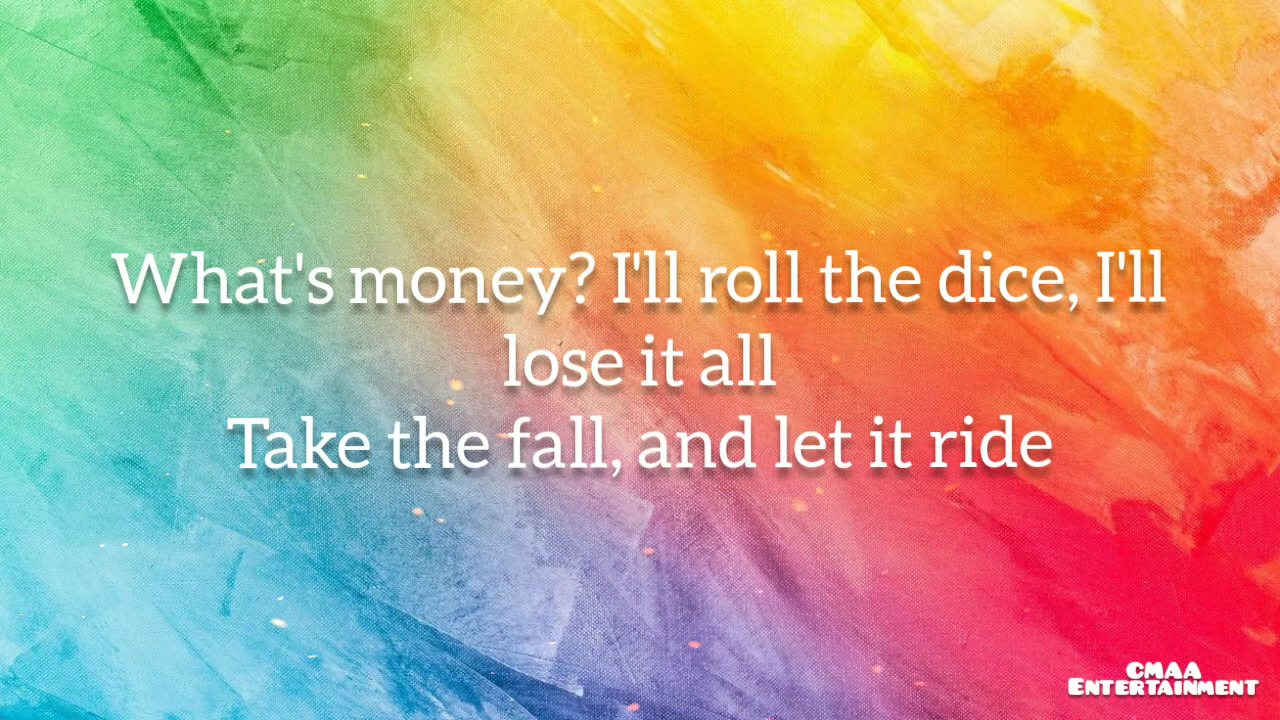 What's money? I'll roll the dice, I'll
lose it all
Take the fall, and let it ride
CMAA
ENTERTAINMENT